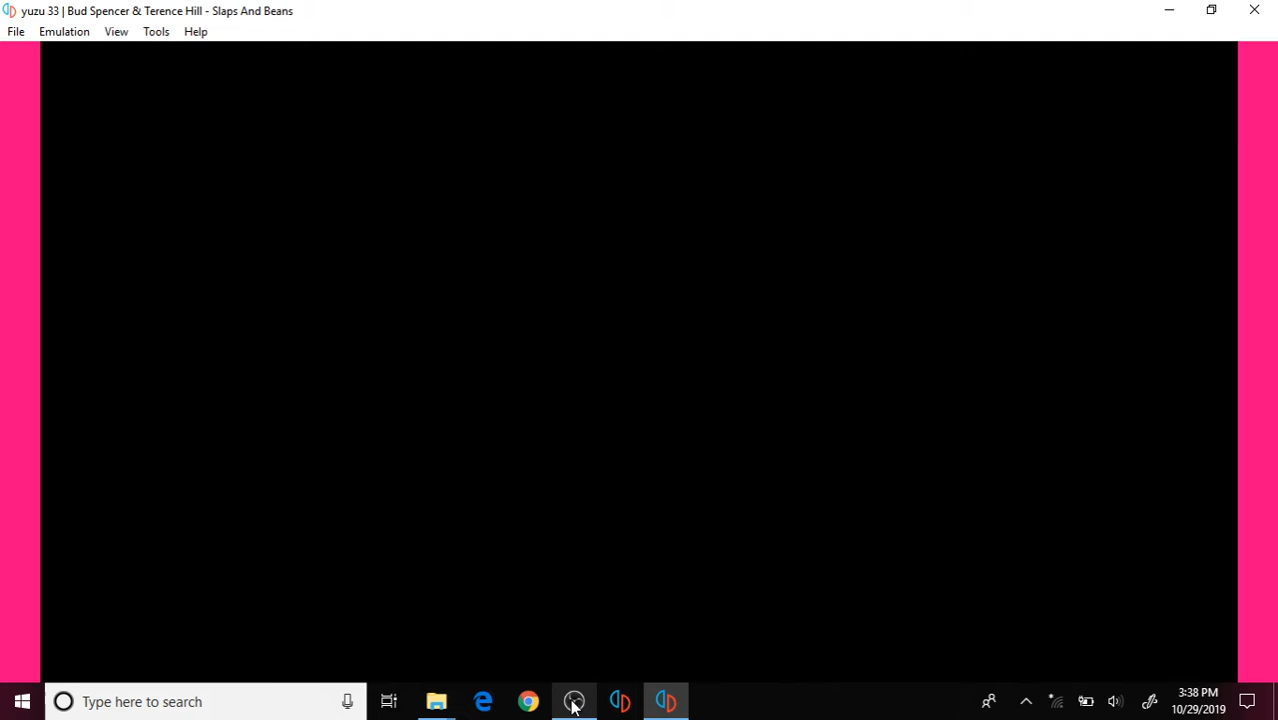 yuzu 33 | Bud Spencer & Terence Hill - Slaps And Beans
File Emulation View Tools Help
Type here to search
3:38 PM
10/29/2019